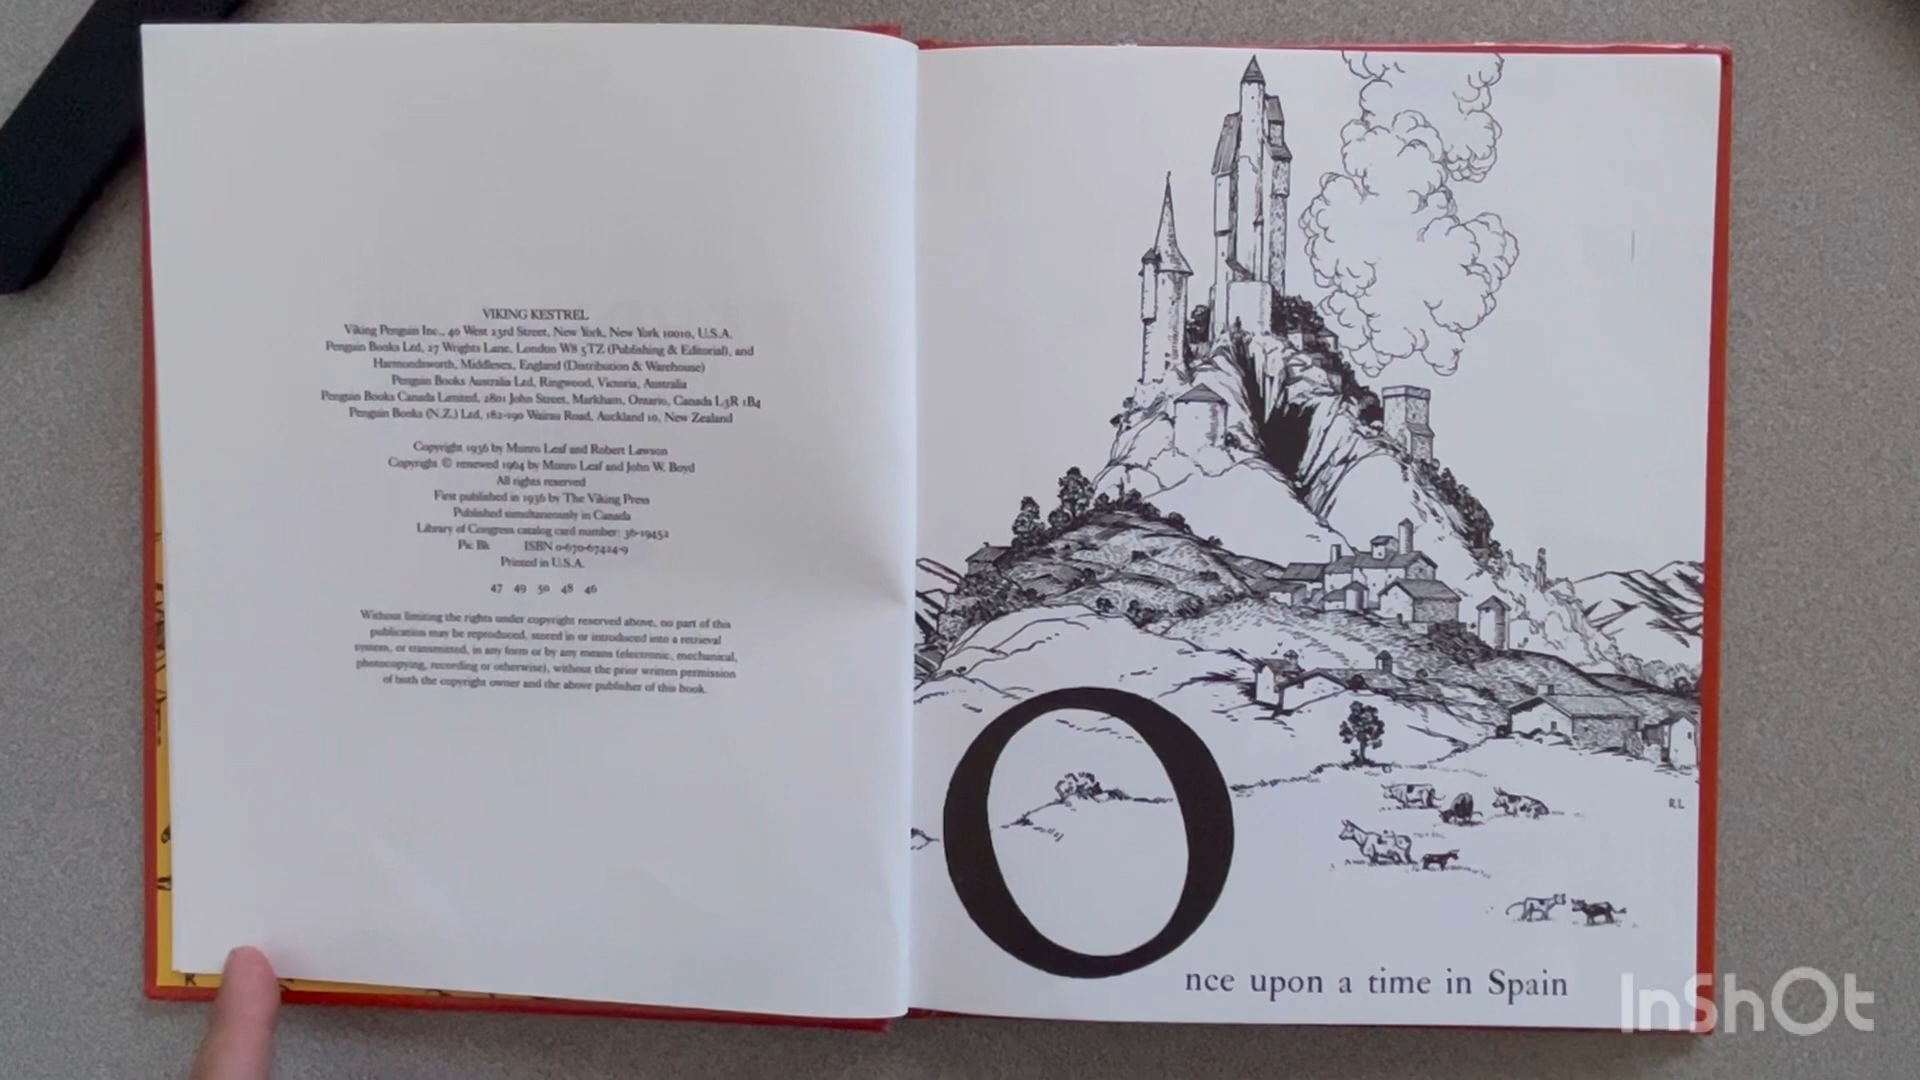 VIKING KESTREL
Viking Penguin Inc., 40 West 23rd Street, New York, New York 10010, U.S.A.
Penguin Books Ltd, 27 Wrights Lane, London W8 5TZ (Publishing & Editorial), and
Harmondsworth, Middlesex, England (Distribution & Warehouse)
Penguin Books Australia Ltd, Ringwood, Victoria, Australia
Penguin Books Canada Limited, 2801 John Street, Markham, Ontario, Canada L3R 1B4
Penguin Books (N.Z.) Ltd, 182-190 Wairau Road, Auckland 10, New Zealand
Copyright 1936 by Munro Leaf and Robert Lawson
Copyright © renewed 1964 by Munro Leaf and John W. Boyd
All rights reserved
First published in 1936 by The Viking Press
Published simultaneously in Canada
Library of Congress catalog card number: 36-19452
Pic Bk ISBN 0-670-67424-9
Printed in U.S.A.
47 49 50 48 46
Without limiting the rights under copyright reserved above, no part of this
publication may be reproduced, stored in or introduced into a retrieval
system, or transmitted, in any form or by any means (electronic, mechanical,
photocopying, recording or otherwise), without the prior written permission
of both the copyright owner and the above publisher of this book.
R.L.
Once upon a time in Spain
InShOt